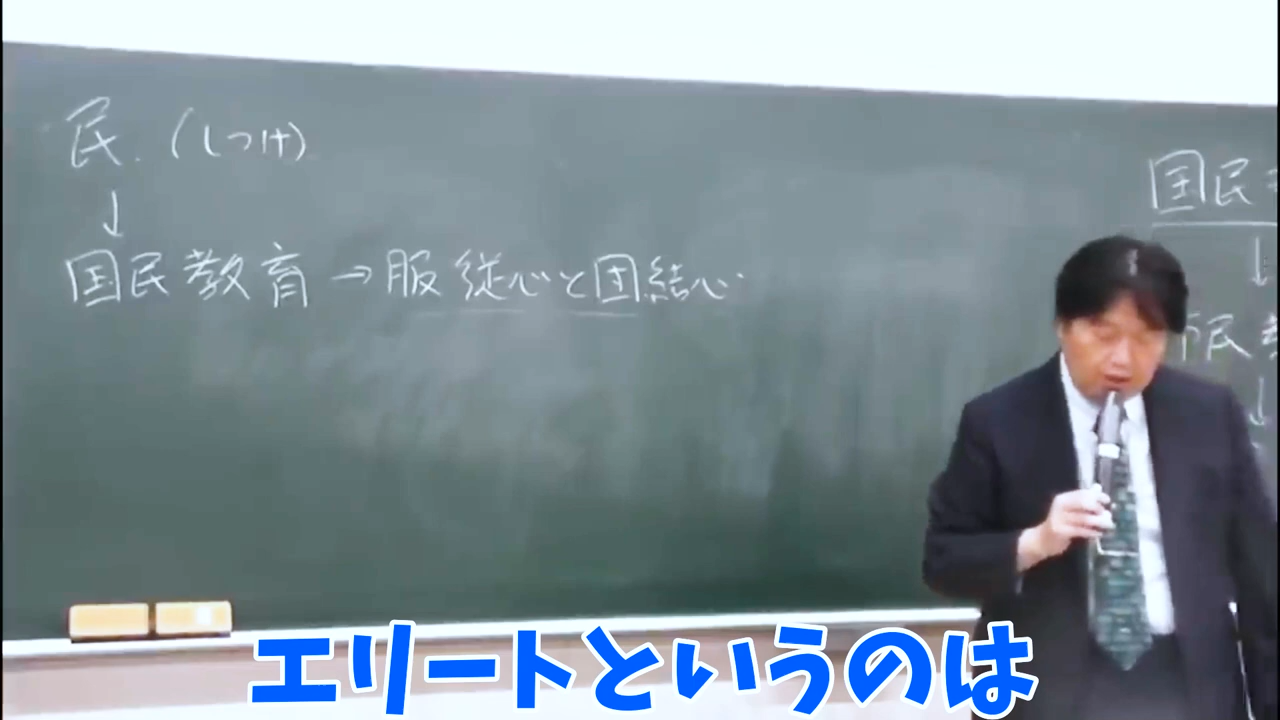 民.(しつけ)
↓
国民教育→服従心と団結心
国民
↓
市民
↓
エリートというのは